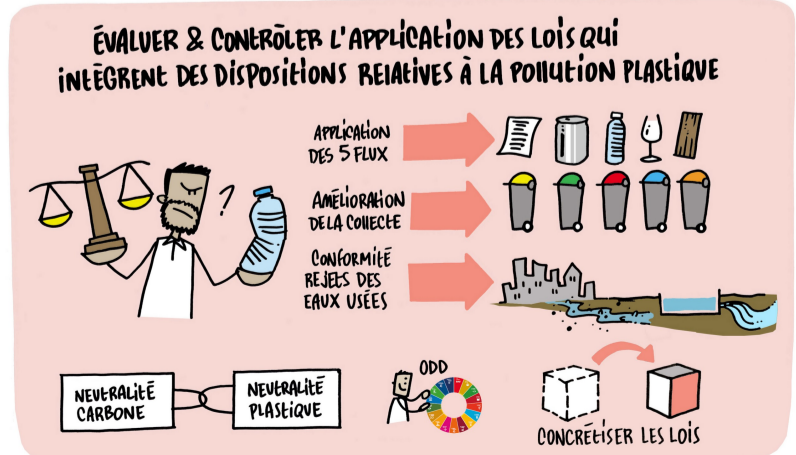 ÉVALUER & CONTRÔLER L'APPLICATION DES LOIS QUI
INTÈGRENT DES DISPOSITIONS RELATIVES À LA POLLUTION PLASTIQUE
APPLICATION
DES 5 FLUX
?
AMÉLIORATION
DE LA COLLECTE
CONFORMITÉ
REJETS DES
EAUX USÉES
NEUTRALITÉ
CARBONE
NEUTRALITÉ
PLASTIQUE
ODD
CONCRÉTISER LES LOIS